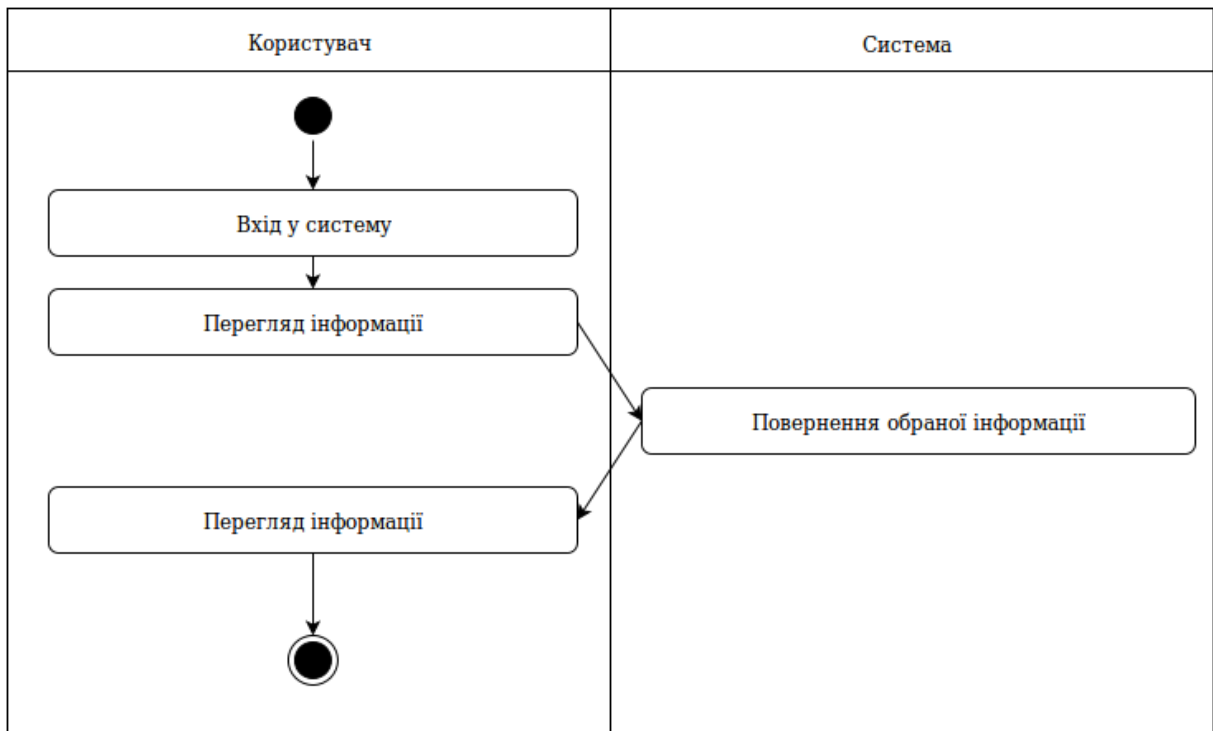 Користувач
Система
Вхід у систему
Перегляд інформації
Повернення обраної інформації
Перегляд інформації